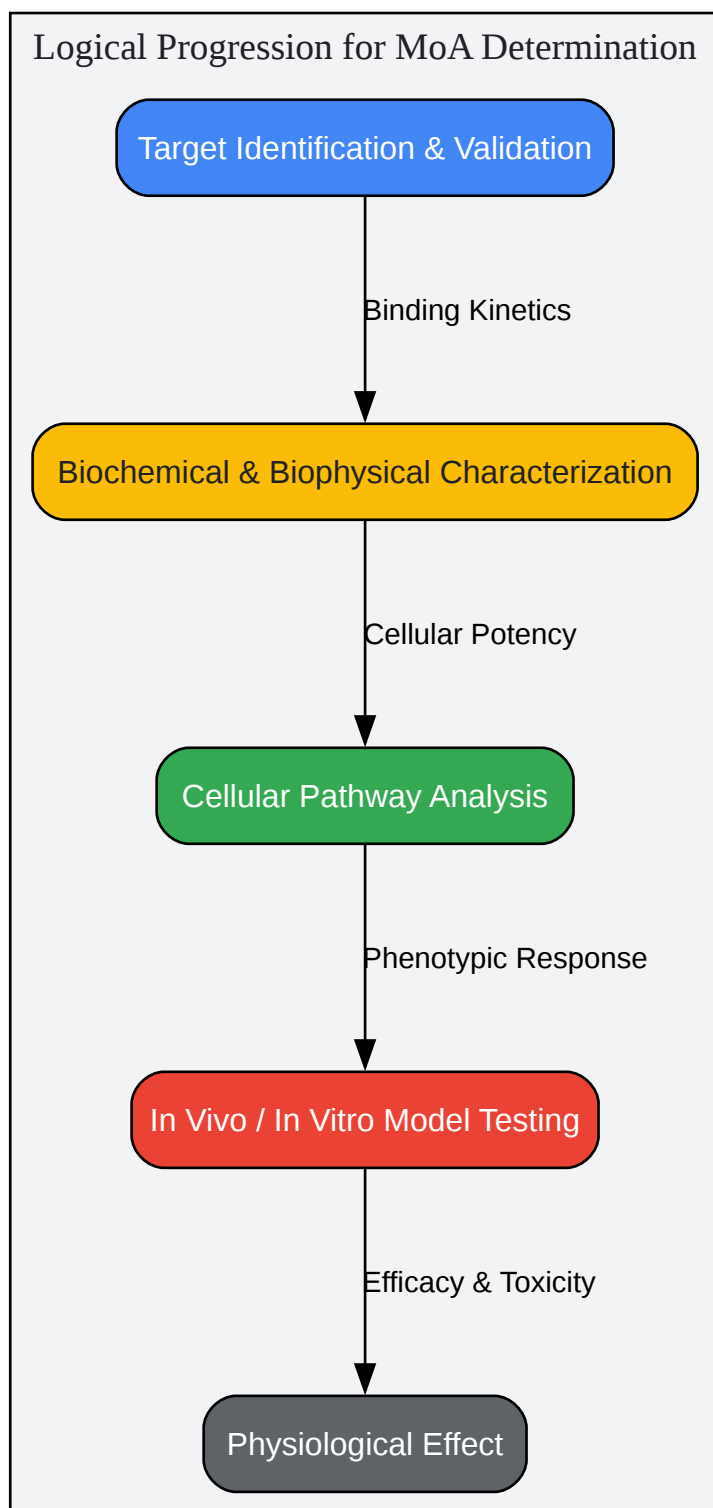 Logical Progression for MoA Determination
Target Identification & Validation
Binding Kinetics
Biochemical & Biophysical Characterization
Cellular Potency
Cellular Pathway Analysis
Phenotypic Response
In Vivo / In Vitro Model Testing
Efficacy & Toxicity
Physiological Effect